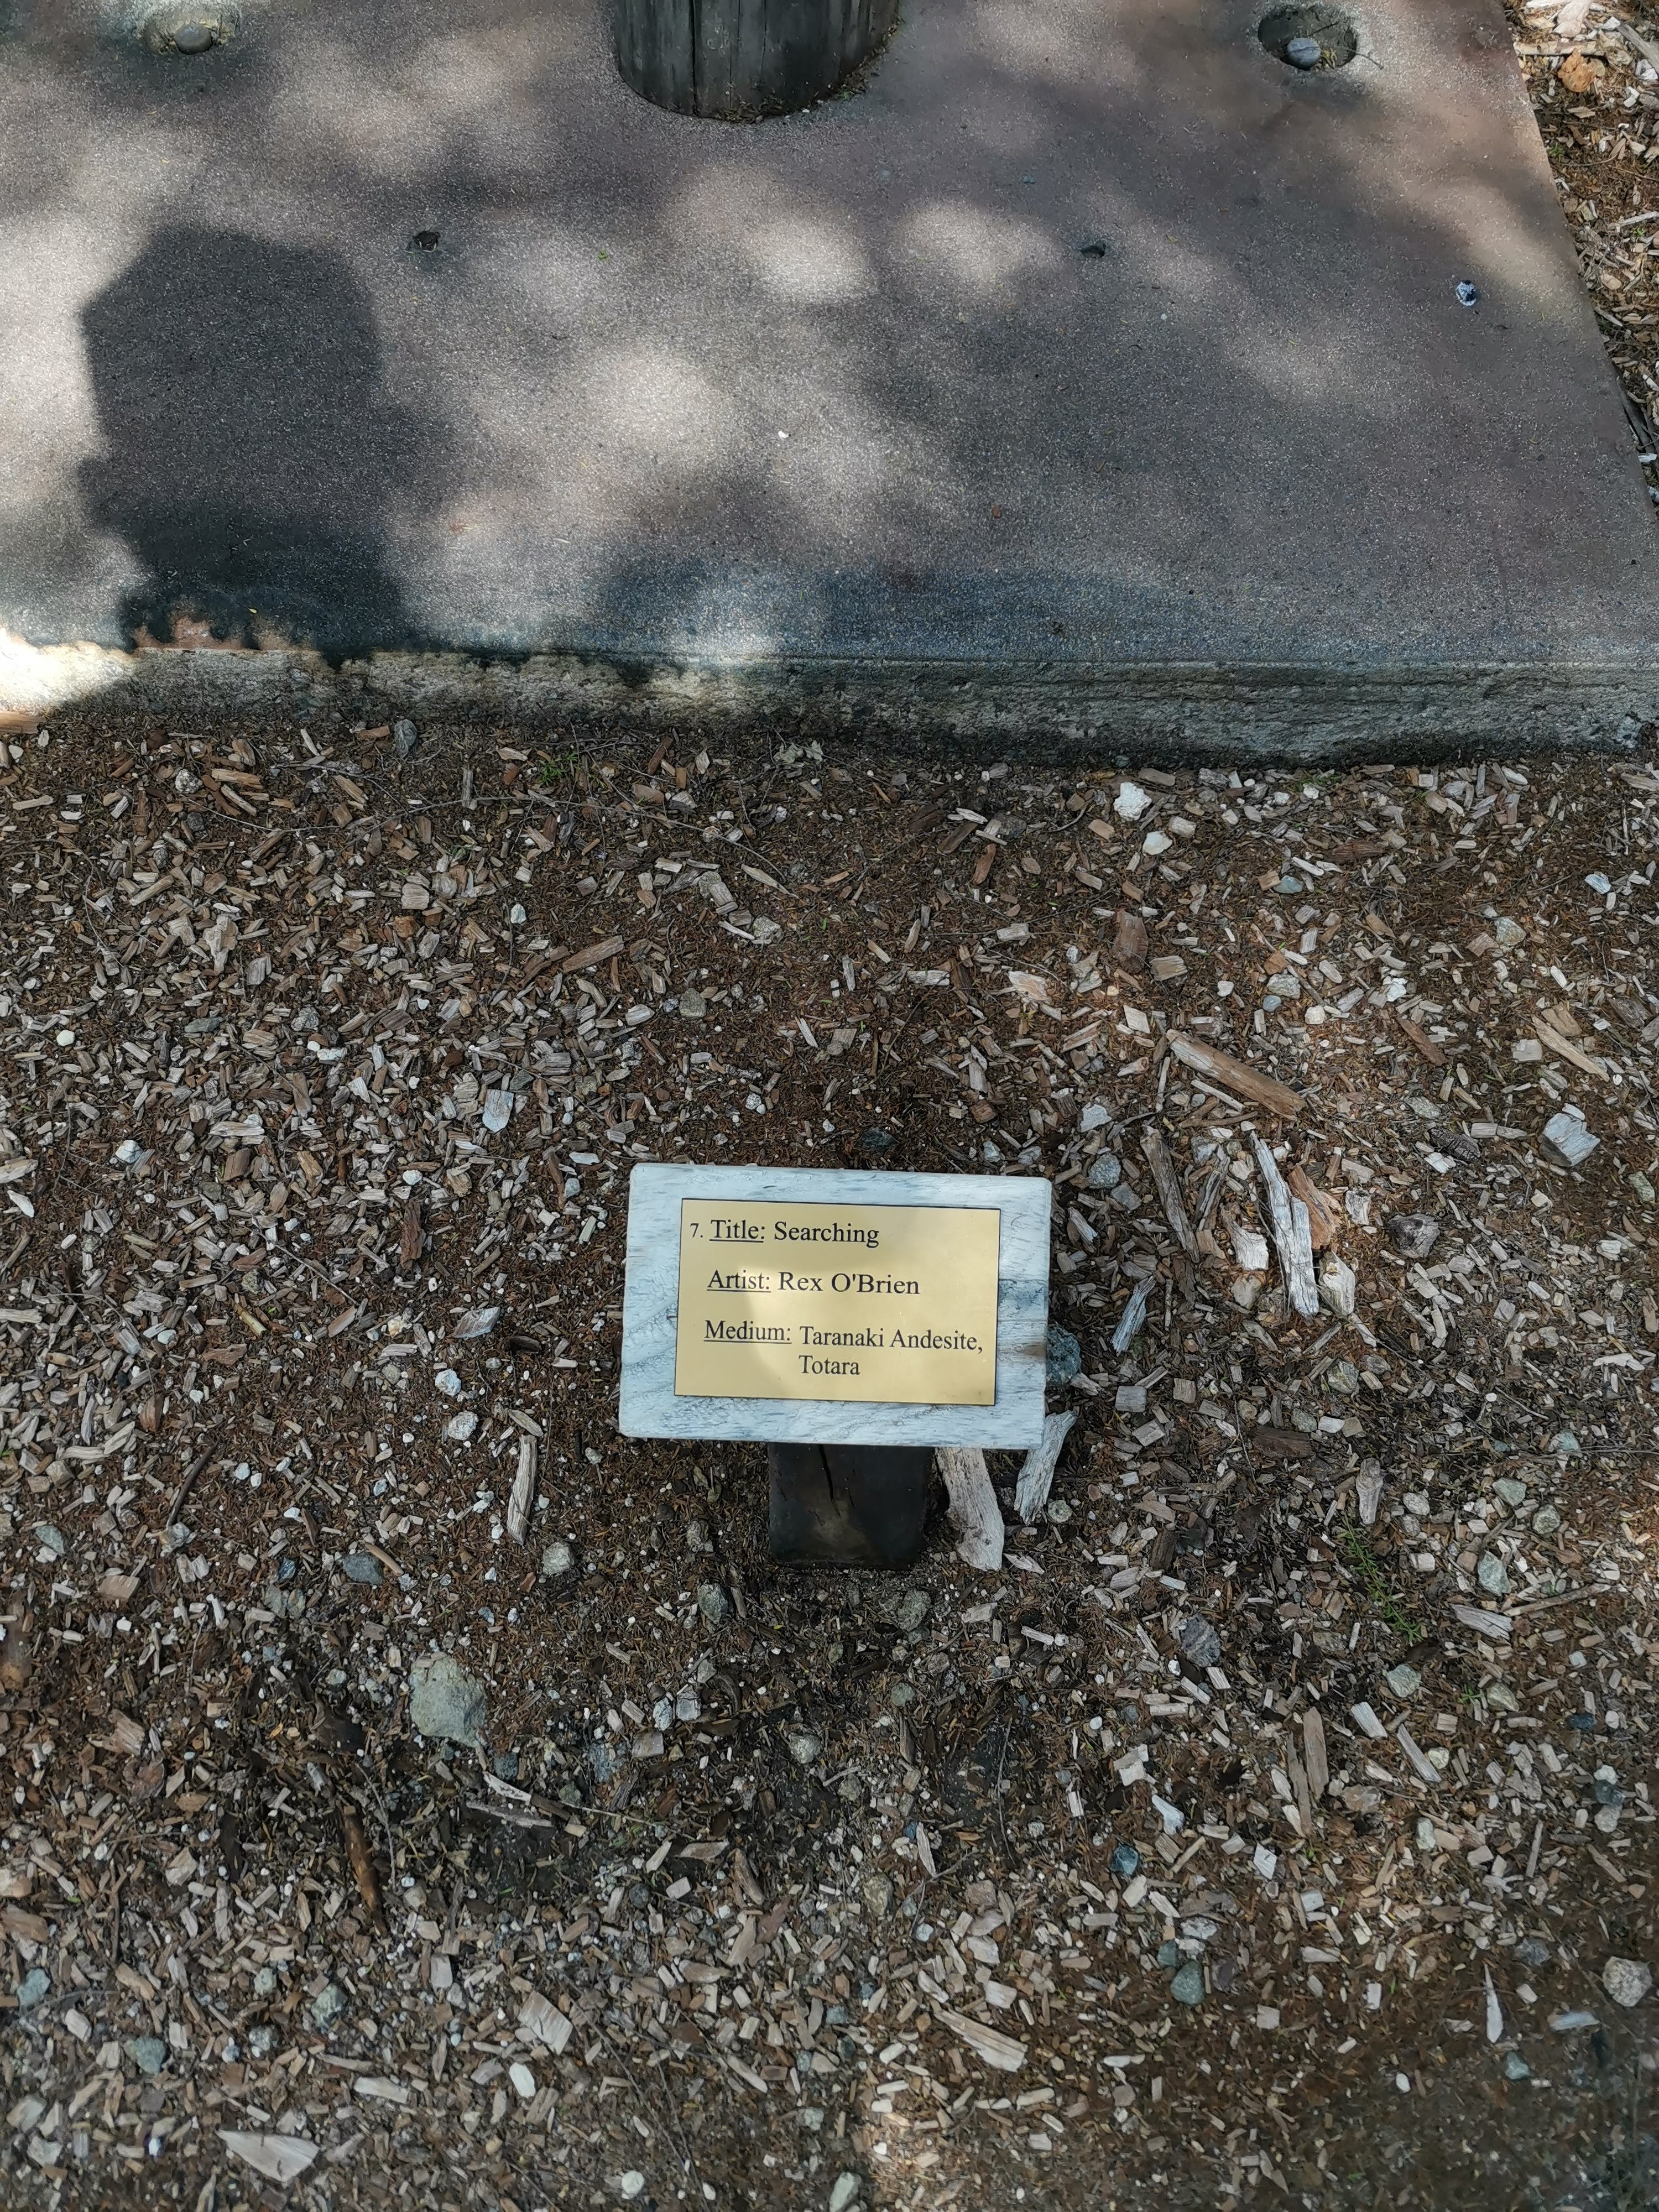 7. Title: Searching
Artist: Rex O'Brien
Medium: Taranaki Andesite,
Totara